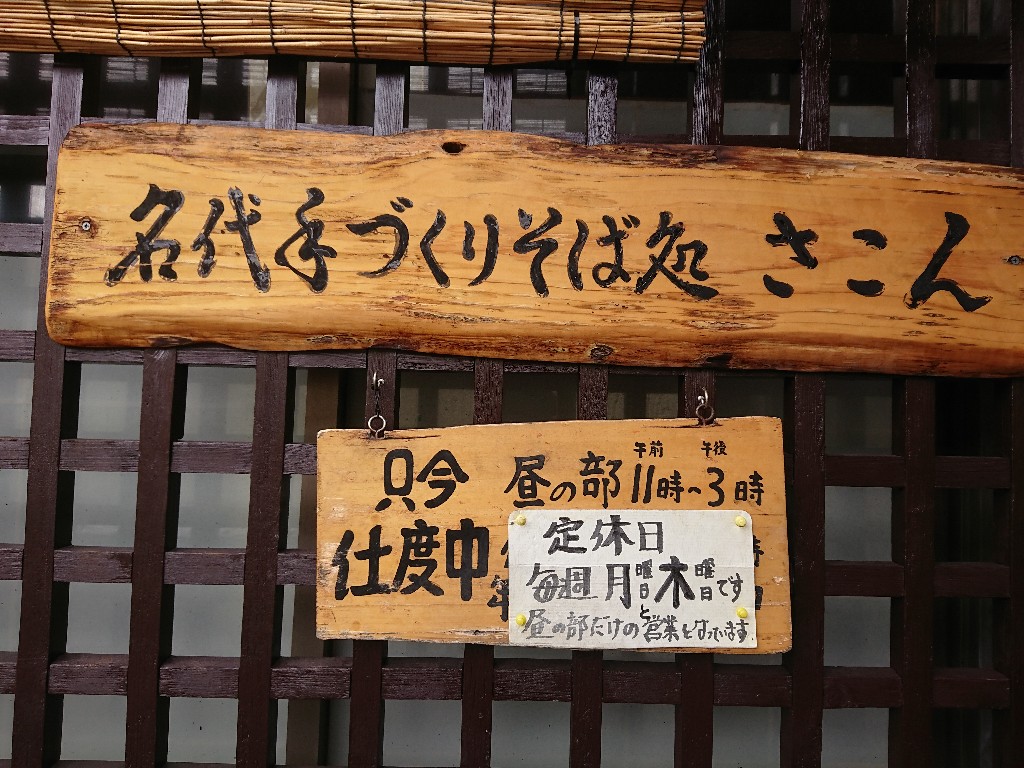 名代手づくりそば処 さこん
只今
仕度中
昼の部 午前11時~午後3時
定休日
毎週月曜日と木曜日です
昼の部だけの営業となっています